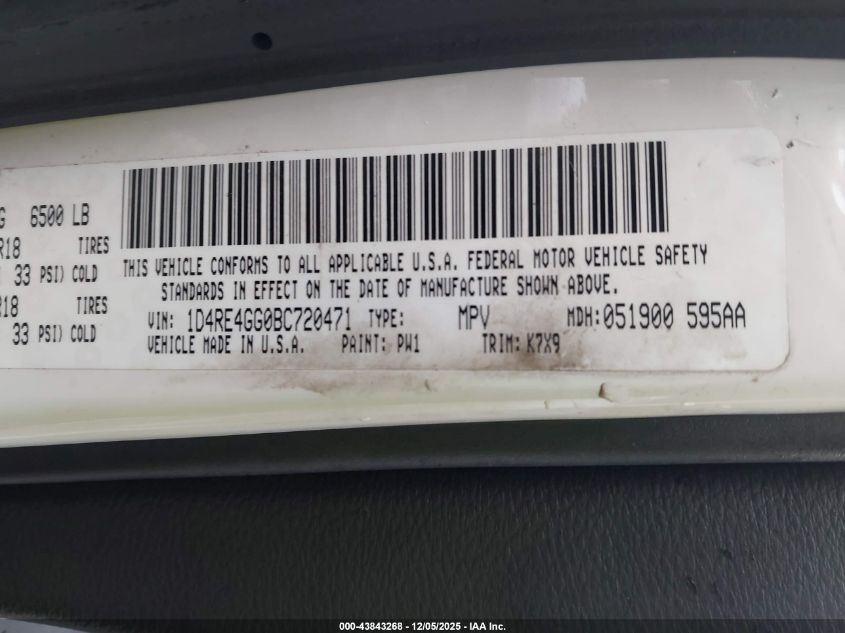 G 6500 LB
R18 TIRES
33 PSI) COLD
R18 TIRES
33 PSI) COLD
THIS VEHICLE CONFORMS TO ALL APPLICABLE U.S.A. FEDERAL MOTOR VEHICLE SAFETY
STANDARDS IN EFFECT ON THE DATE OF MANUFACTURE SHOWN ABOVE.
VIN: 1D4RE4GG0BC720471 TYPE: MPV MDH:051900 595AA
VEHICLE MADE IN U.S.A. PAINT: PW1 TRIM: K7X9
000-43843268 - 12/05/2025 - IAA Inc.